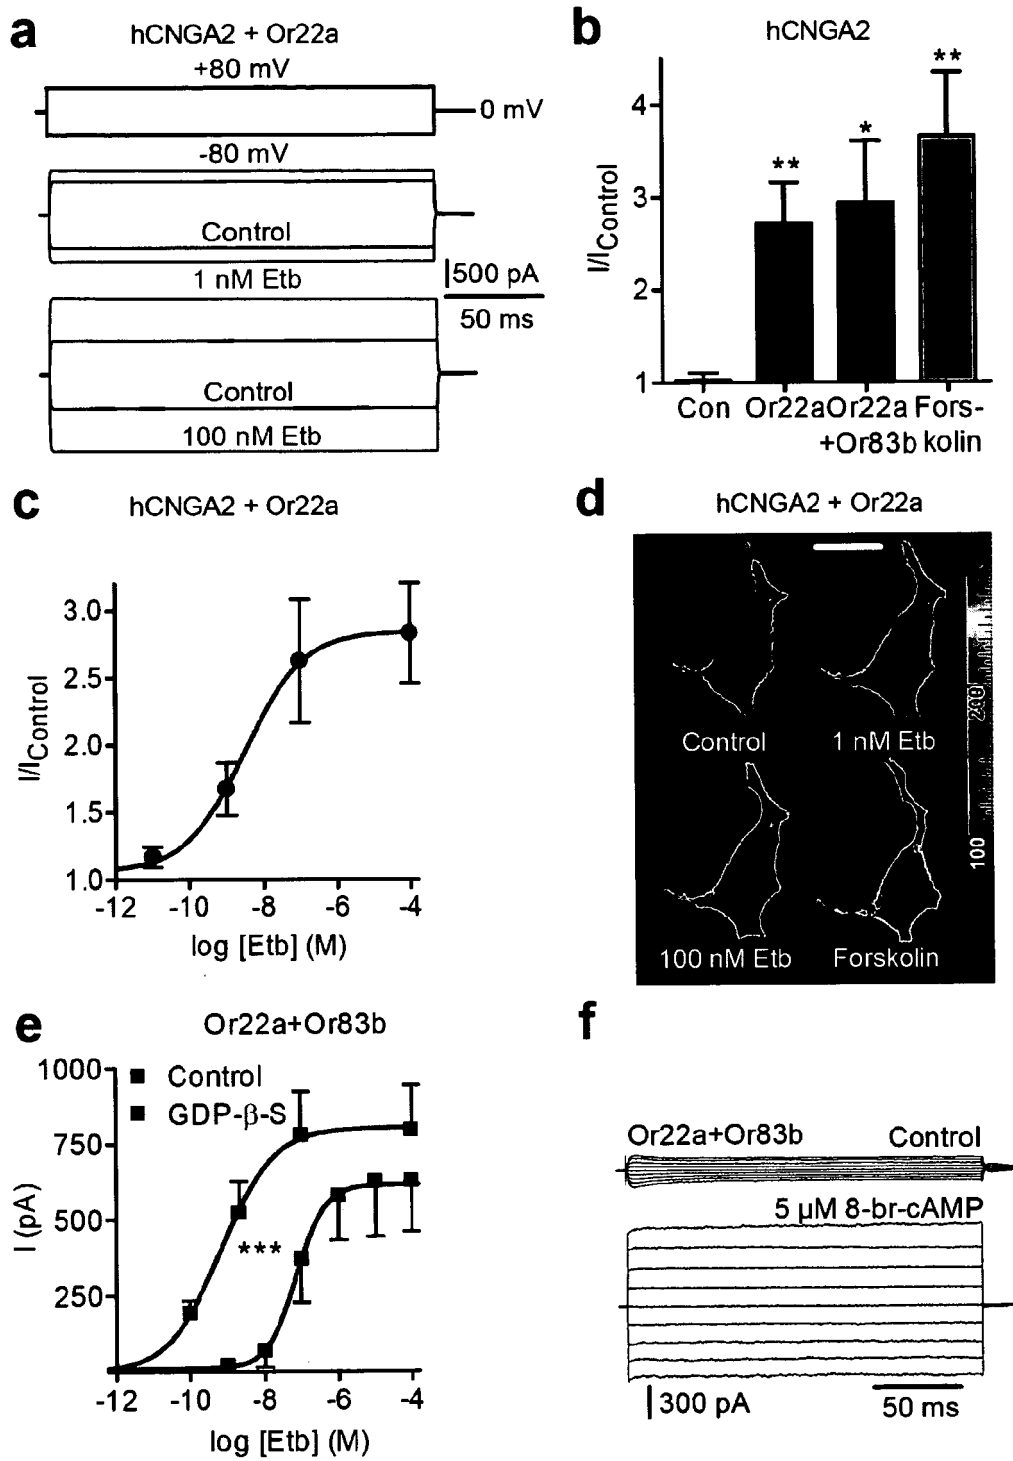 a
hCNGA2 + Or22a
+80 mV
0 mV
-80 mV
Control
1 nM Etb
500 pA
50 ms
Control
100 nM Etb
b
hCNGA2
I/IControl
4
3
2
1
**
*
**
Con
Or22a
Or22a
+Or83b
Fors-
kolin
c
hCNGA2 + Or22a
I/IControl
3.0
2.5
2.0
1.5
1.0
-12 -10 -8 -6 -4
log [Etb] (M)
d
hCNGA2 + Or22a
Control
1 nM Etb
100 nM Etb
Forskolin
200
100
e
Or22a+Or83b
Control
GDP-β-S
I (pA)
1000
750
500
250
***
-12 -10 -8 -6 -4
log [Etb] (M)
f
Or22a+Or83b Control
5 µM 8-br-cAMP
300 pA
50 ms